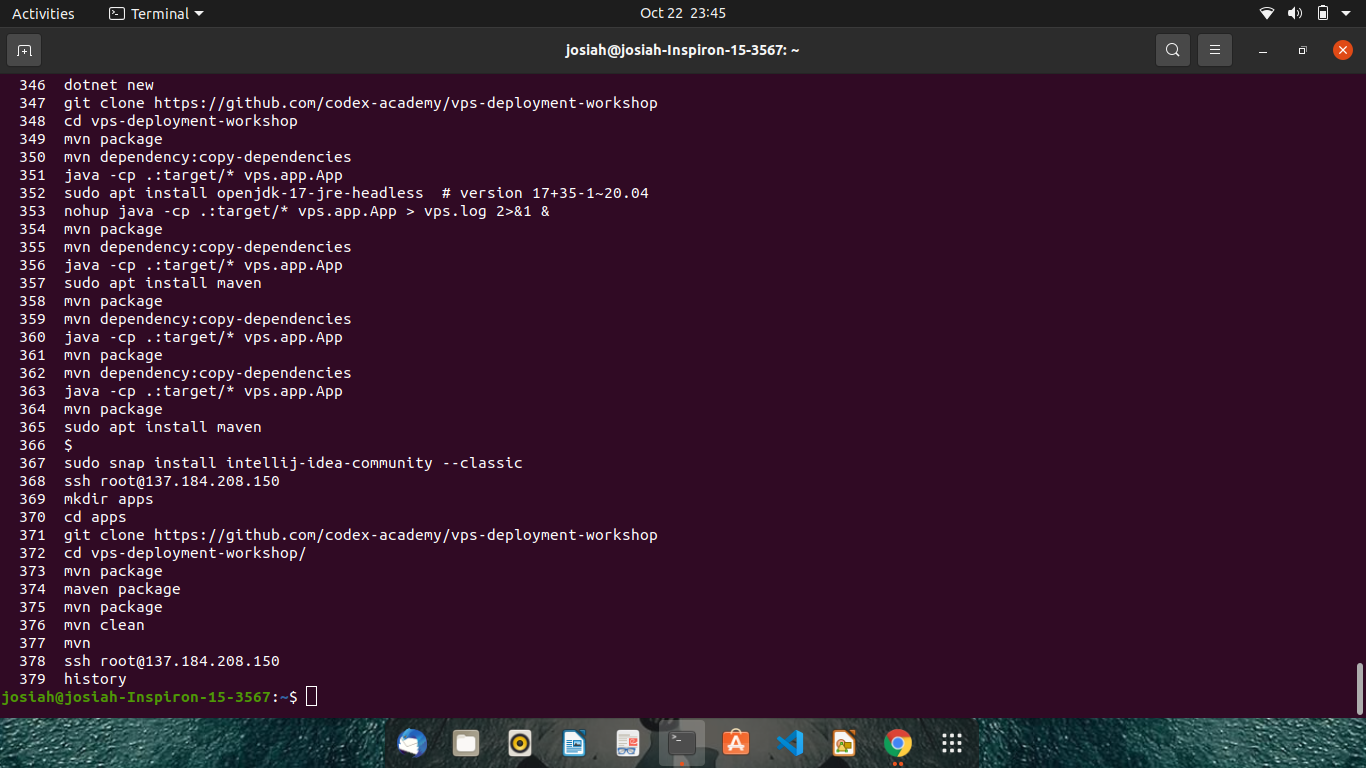 Activities
Terminal
Oct 22 23:45
josiah@josiah-Inspiron-15-3567: ~
346 dotnet new
347 git clone https://github.com/codex-academy/vps-deployment-workshop
348 cd vps-deployment-workshop
349 mvn package
350 mvn dependency:copy-dependencies
351 java -cp .:target/* vps.app.App
352 sudo apt install openjdk-17-jre-headless # version 17+35-1~20.04
353 nohup java -cp .:target/* vps.app.App > vps.log 2>&1 &
354 mvn package
355 mvn dependency:copy-dependencies
356 java -cp .:target/* vps.app.App
357 sudo apt install maven
358 mvn package
359 mvn dependency:copy-dependencies
360 java -cp .:target/* vps.app.App
361 mvn package
362 mvn dependency:copy-dependencies
363 java -cp .:target/* vps.app.App
364 mvn package
365 sudo apt install maven
366 $
367 sudo snap install intellij-idea-community --classic
368 ssh root@137.184.208.150
369 mkdir apps
370 cd apps
371 git clone https://github.com/codex-academy/vps-deployment-workshop
372 cd vps-deployment-workshop/
373 mvn package
374 maven package
375 mvn package
376 mvn clean
377 mvn
378 ssh root@137.184.208.150
379 history
josiah@josiah-Inspiron-15-3567:~$